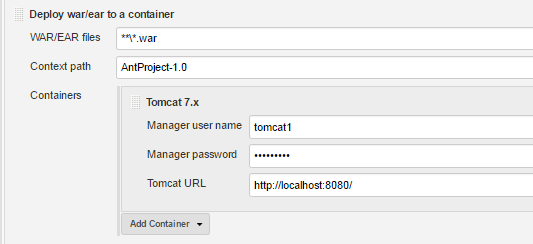 Deploy war/ear to a container
WAR/EAR files
**\*.war
Context path
AntProject-1.0
Containers
Tomcat 7.x
Manager user name
tomcat1
Manager password
•••••••••
Tomcat URL
http://localhost:8080/
Add Container